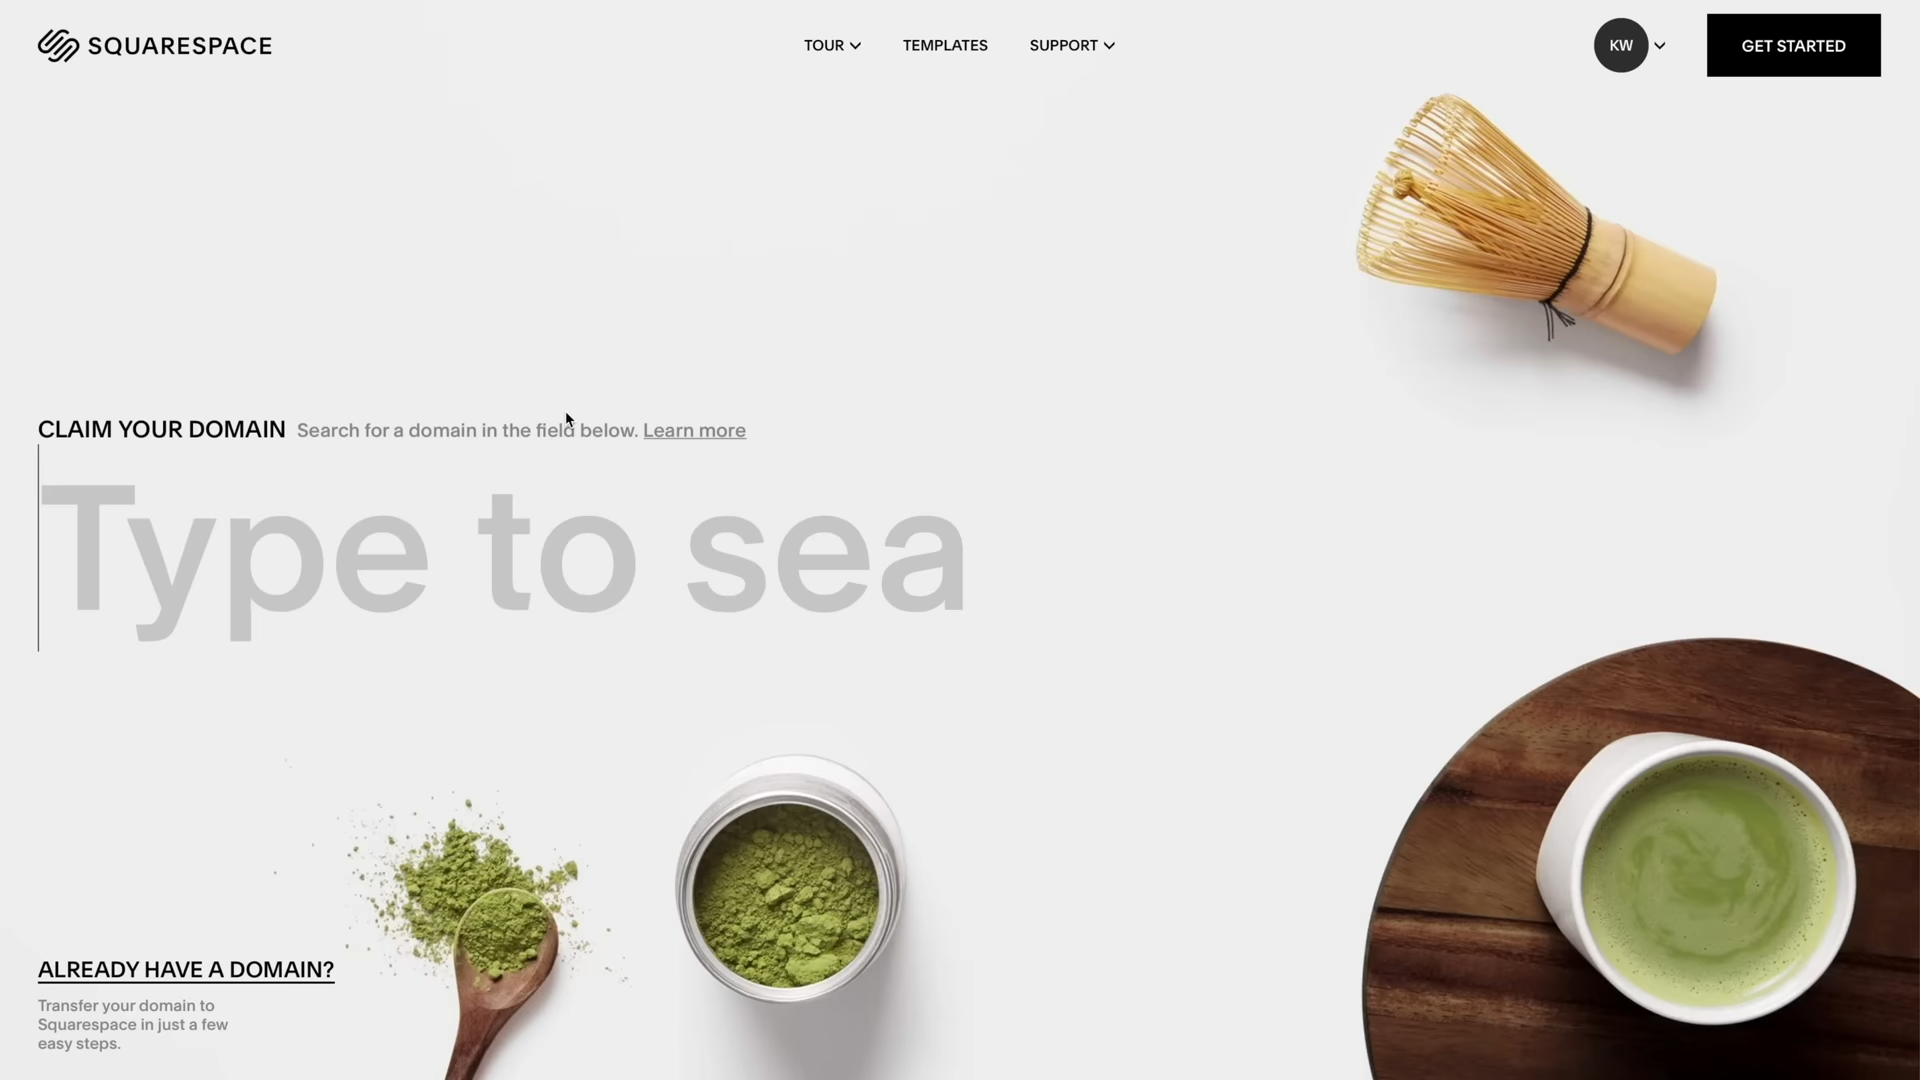 SQUARESPACE
TOUR
TEMPLATES
SUPPORT
KW
GET STARTED
CLAIM YOUR DOMAIN Search for a domain in the field below. Learn more
Type to sea
ALREADY HAVE A DOMAIN?
Transfer your domain to
Squarespace in just a few
easy steps.